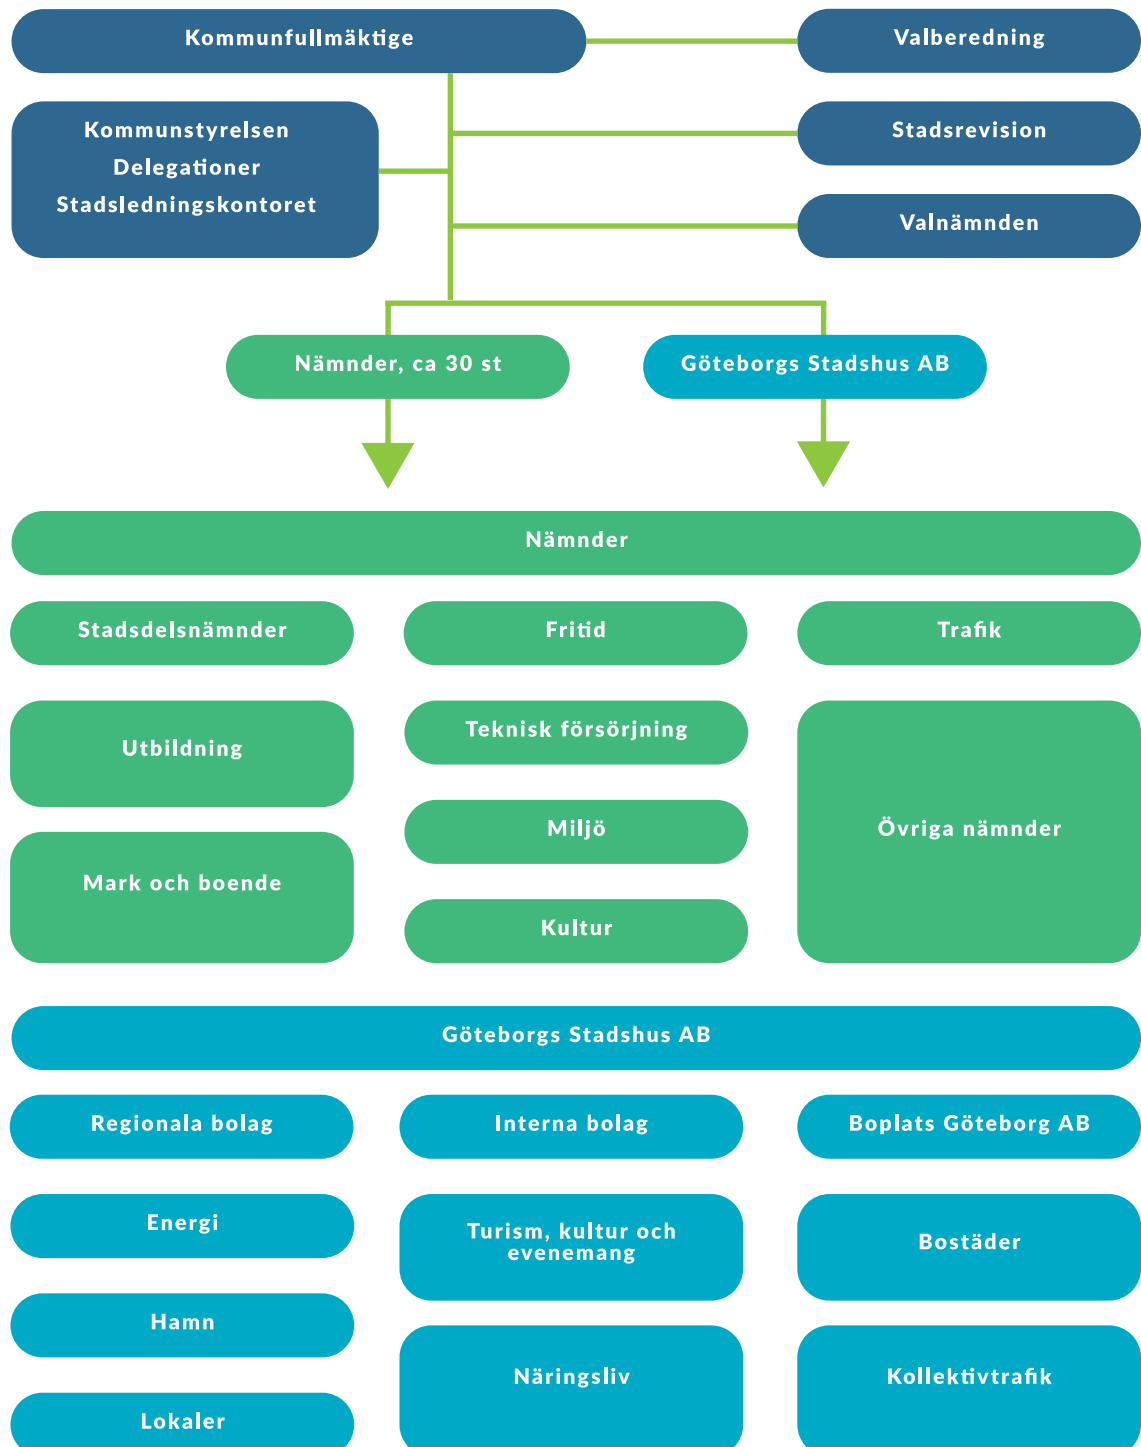 Kommunfullmäktige
Valberedning
Kommunstyrelsen
Delegationer
Stadsledningskontoret
Stadsrevision
Valnämnden
Nämnder, ca 30 st
Göteborgs Stadshus AB
Nämnder
Stadsdelsnämnder
Fritid
Trafik
Utbildning
Teknisk försörjning
Miljö
Övriga nämnder
Mark och boende
Kultur
Göteborgs Stadshus AB
Regionala bolag
Interna bolag
Boplats Göteborg AB
Energi
Turism, kultur och
evenemang
Bostäder
Hamn
Näringsliv
Kollektivtrafik
Lokaler